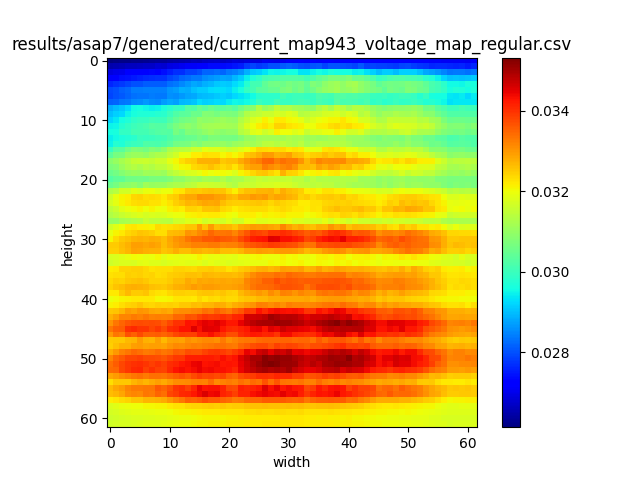 results/asap7/generated/current_map943_voltage_map_regular.csv
0
10
20
30
40
50
60
height
0 10 20 30 40 50 60
width
0.034
0.032
0.030
0.028